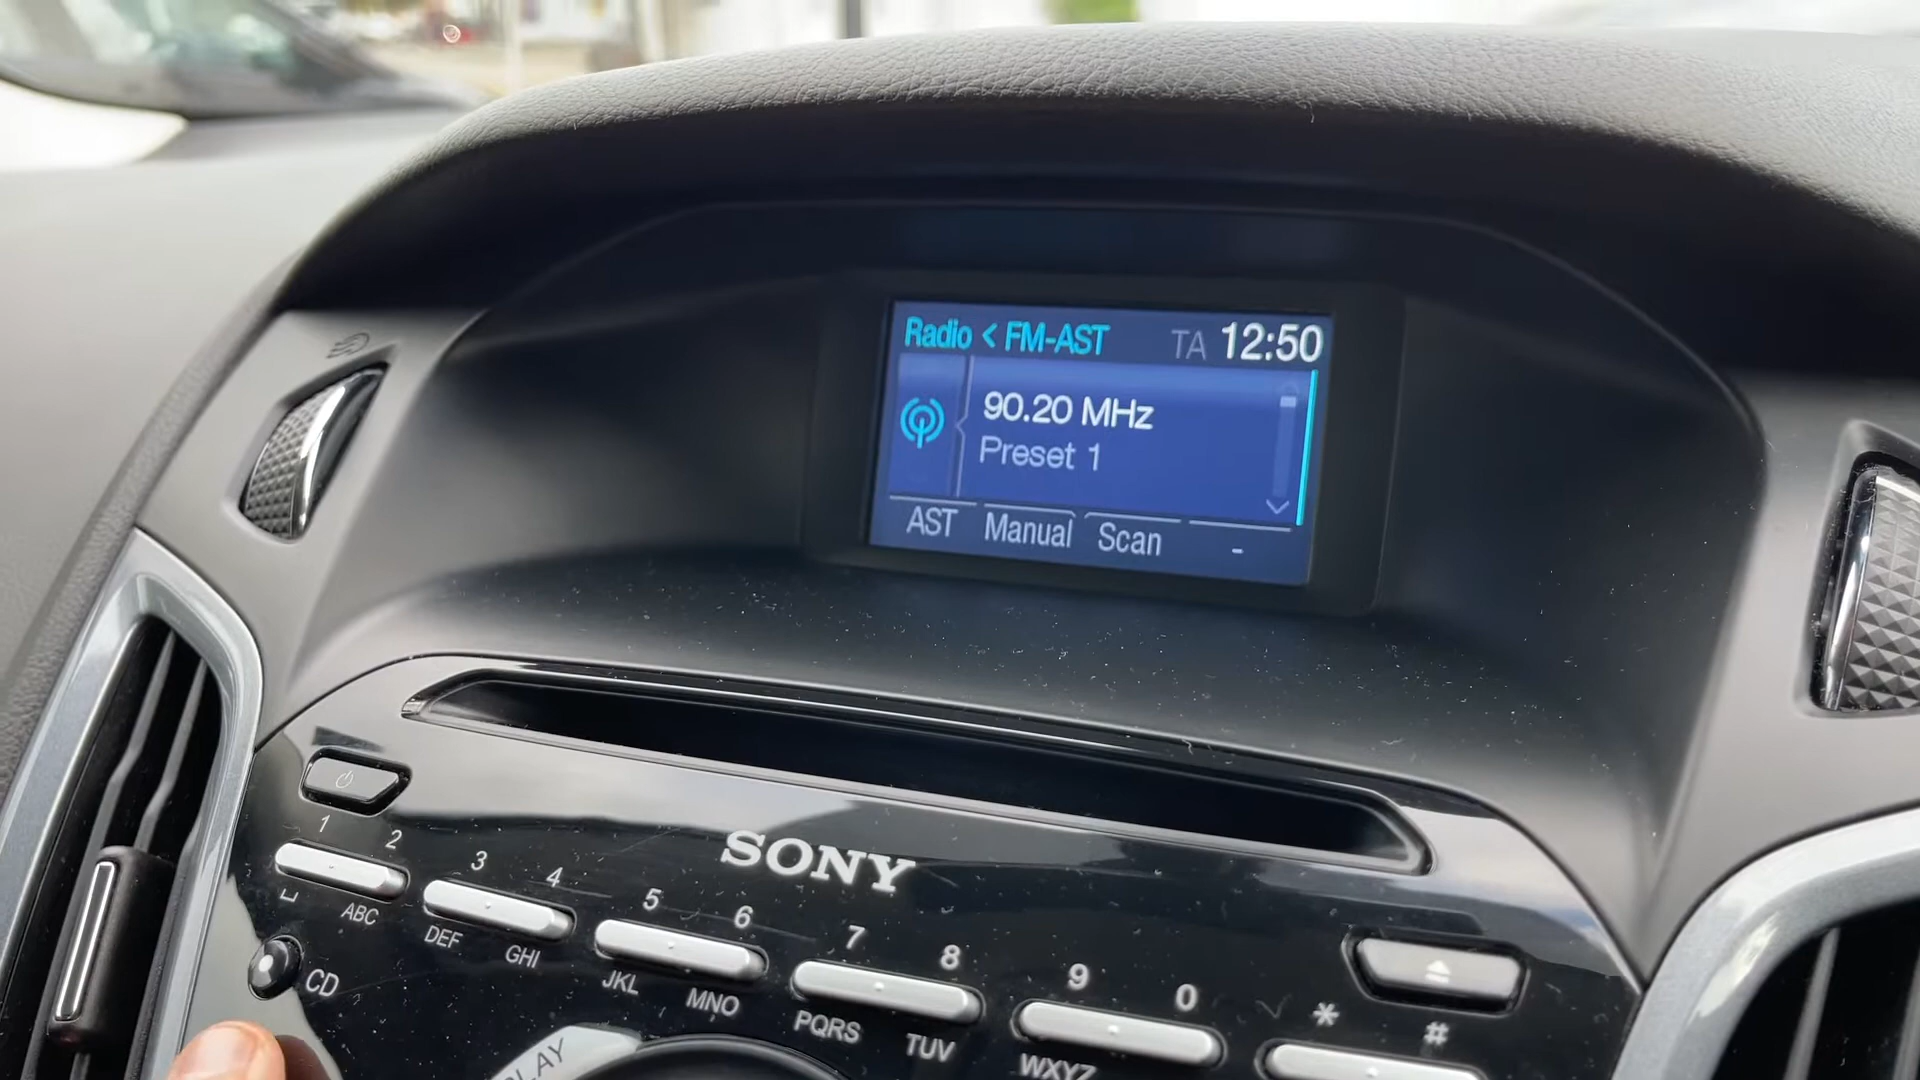 Radio < FM-AST TA 12:50
90.20 MHz
Preset 1
AST Manual Scan -
SONY
1 2 3 4 5 6 7 8 9 0 * #
ABC DEF GHI JKL MNO PQRS TUV WXYZ
CD
PLAY